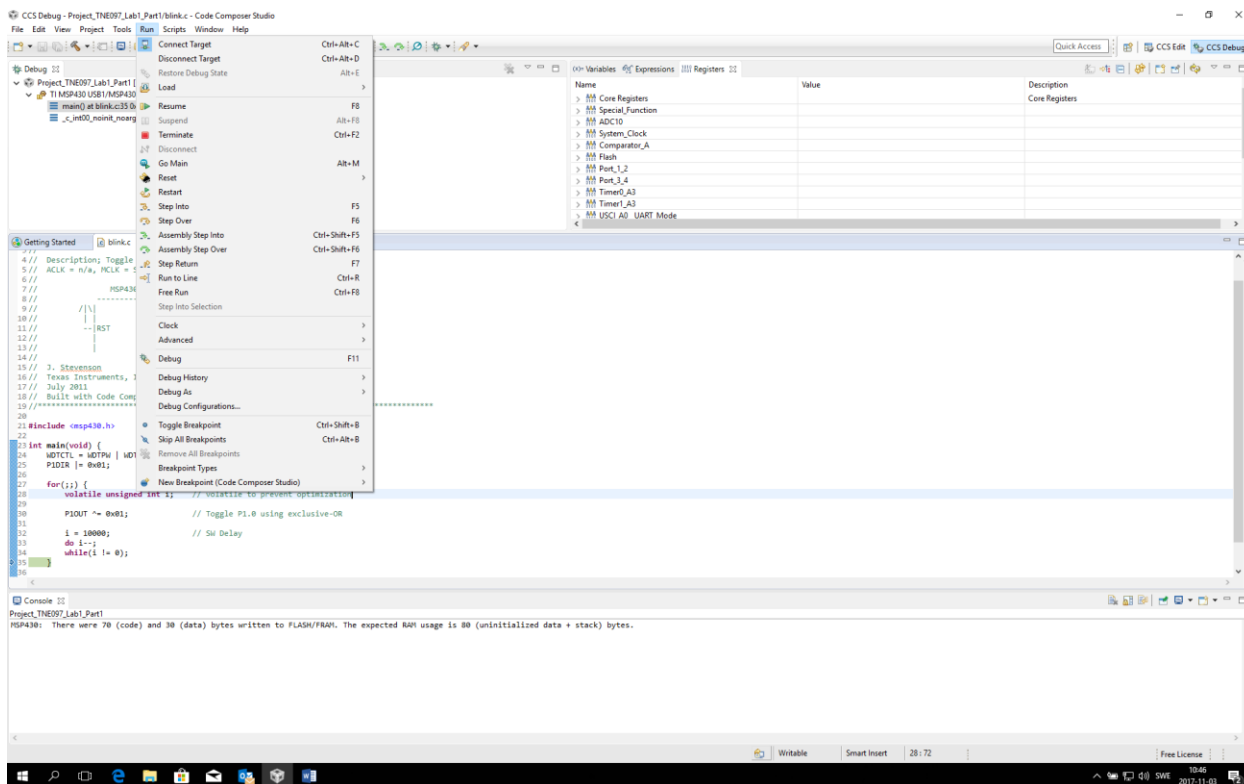 CCS Debug - Project_TNE097_Lab1_Part1/blink.c - Code Composer Studio
File Edit View Project Tools Run Scripts Window Help
Quick Access CCS Edit CCS Debug
Connect Target Ctrl+Alt+C
Disconnect Target Ctrl+Alt+D
Restore Debug State Alt+E
Load >
Resume F8
Suspend Alt+F8
Terminate Ctrl+F2
Disconnect
Go Main Alt+M
Reset >
Restart
Step Into F5
Step Over F6
Assembly Step Into Ctrl+Shift+F5
Assembly Step Over Ctrl+Shift+F6
Step Return F7
Run to Line Ctrl+R
Free Run Ctrl+F8
Step Into Selection
Clock >
Advanced >
Debug F11
Debug History >
Debug As >
Debug Configurations...
Toggle Breakpoint Ctrl+Shift+B
Skip All Breakpoints Ctrl+Alt+B
Remove All Breakpoints
Breakpoint Types >
New Breakpoint (Code Composer Studio) >
Debug
Project_TNE097_Lab1_Part1 [
TI MSP430 USB1/MSP430
main() at blink.c:35 0x
_c_int00_noinit_noarg
(x)= Variables Expressions Registers
Name Value Description
Core Registers Core Registers
Special_Function
ADC10
System_Clock
Comparator_A
Flash
Port_1_2
Port_3_4
Timer0_A3
Timer1_A3
USCI_A0__UART Mode
Getting Started blink.c
4 // Description; Toggle
5 // ACLK = n/a, MCLK = S
6 //
7 // MSP430
8 // ---------
9 // /|\|
10 // | |
11 // --|RST
12 // |
13 // |
14 //
15 // J. Stevenson
16 // Texas Instruments, I
17 // July 2011
18 // Built with Code Comp
19 //*****************************
20
21 #include <msp430.h>
22
23 int main(void) {
24 WDTCTL = WDTPW | WDT
25 P1DIR |= 0x01;
26
27 for(;;) {
28 volatile unsigned int i; // volatile to prevent optimization
29
30 P1OUT ^= 0x01; // Toggle P1.0 using exclusive-OR
31
32 i = 10000; // SW Delay
33 do i--;
34 while(i != 0);
35 }
36
Console
Project_TNE097_Lab1_Part1
MSP430: There were 70 (code) and 30 (data) bytes written to FLASH/FRAM. The expected RAM usage is 80 (uninitialized data + stack) bytes.
Writable Smart Insert 28 : 72 Free License
SWE 10:46
2017-11-03